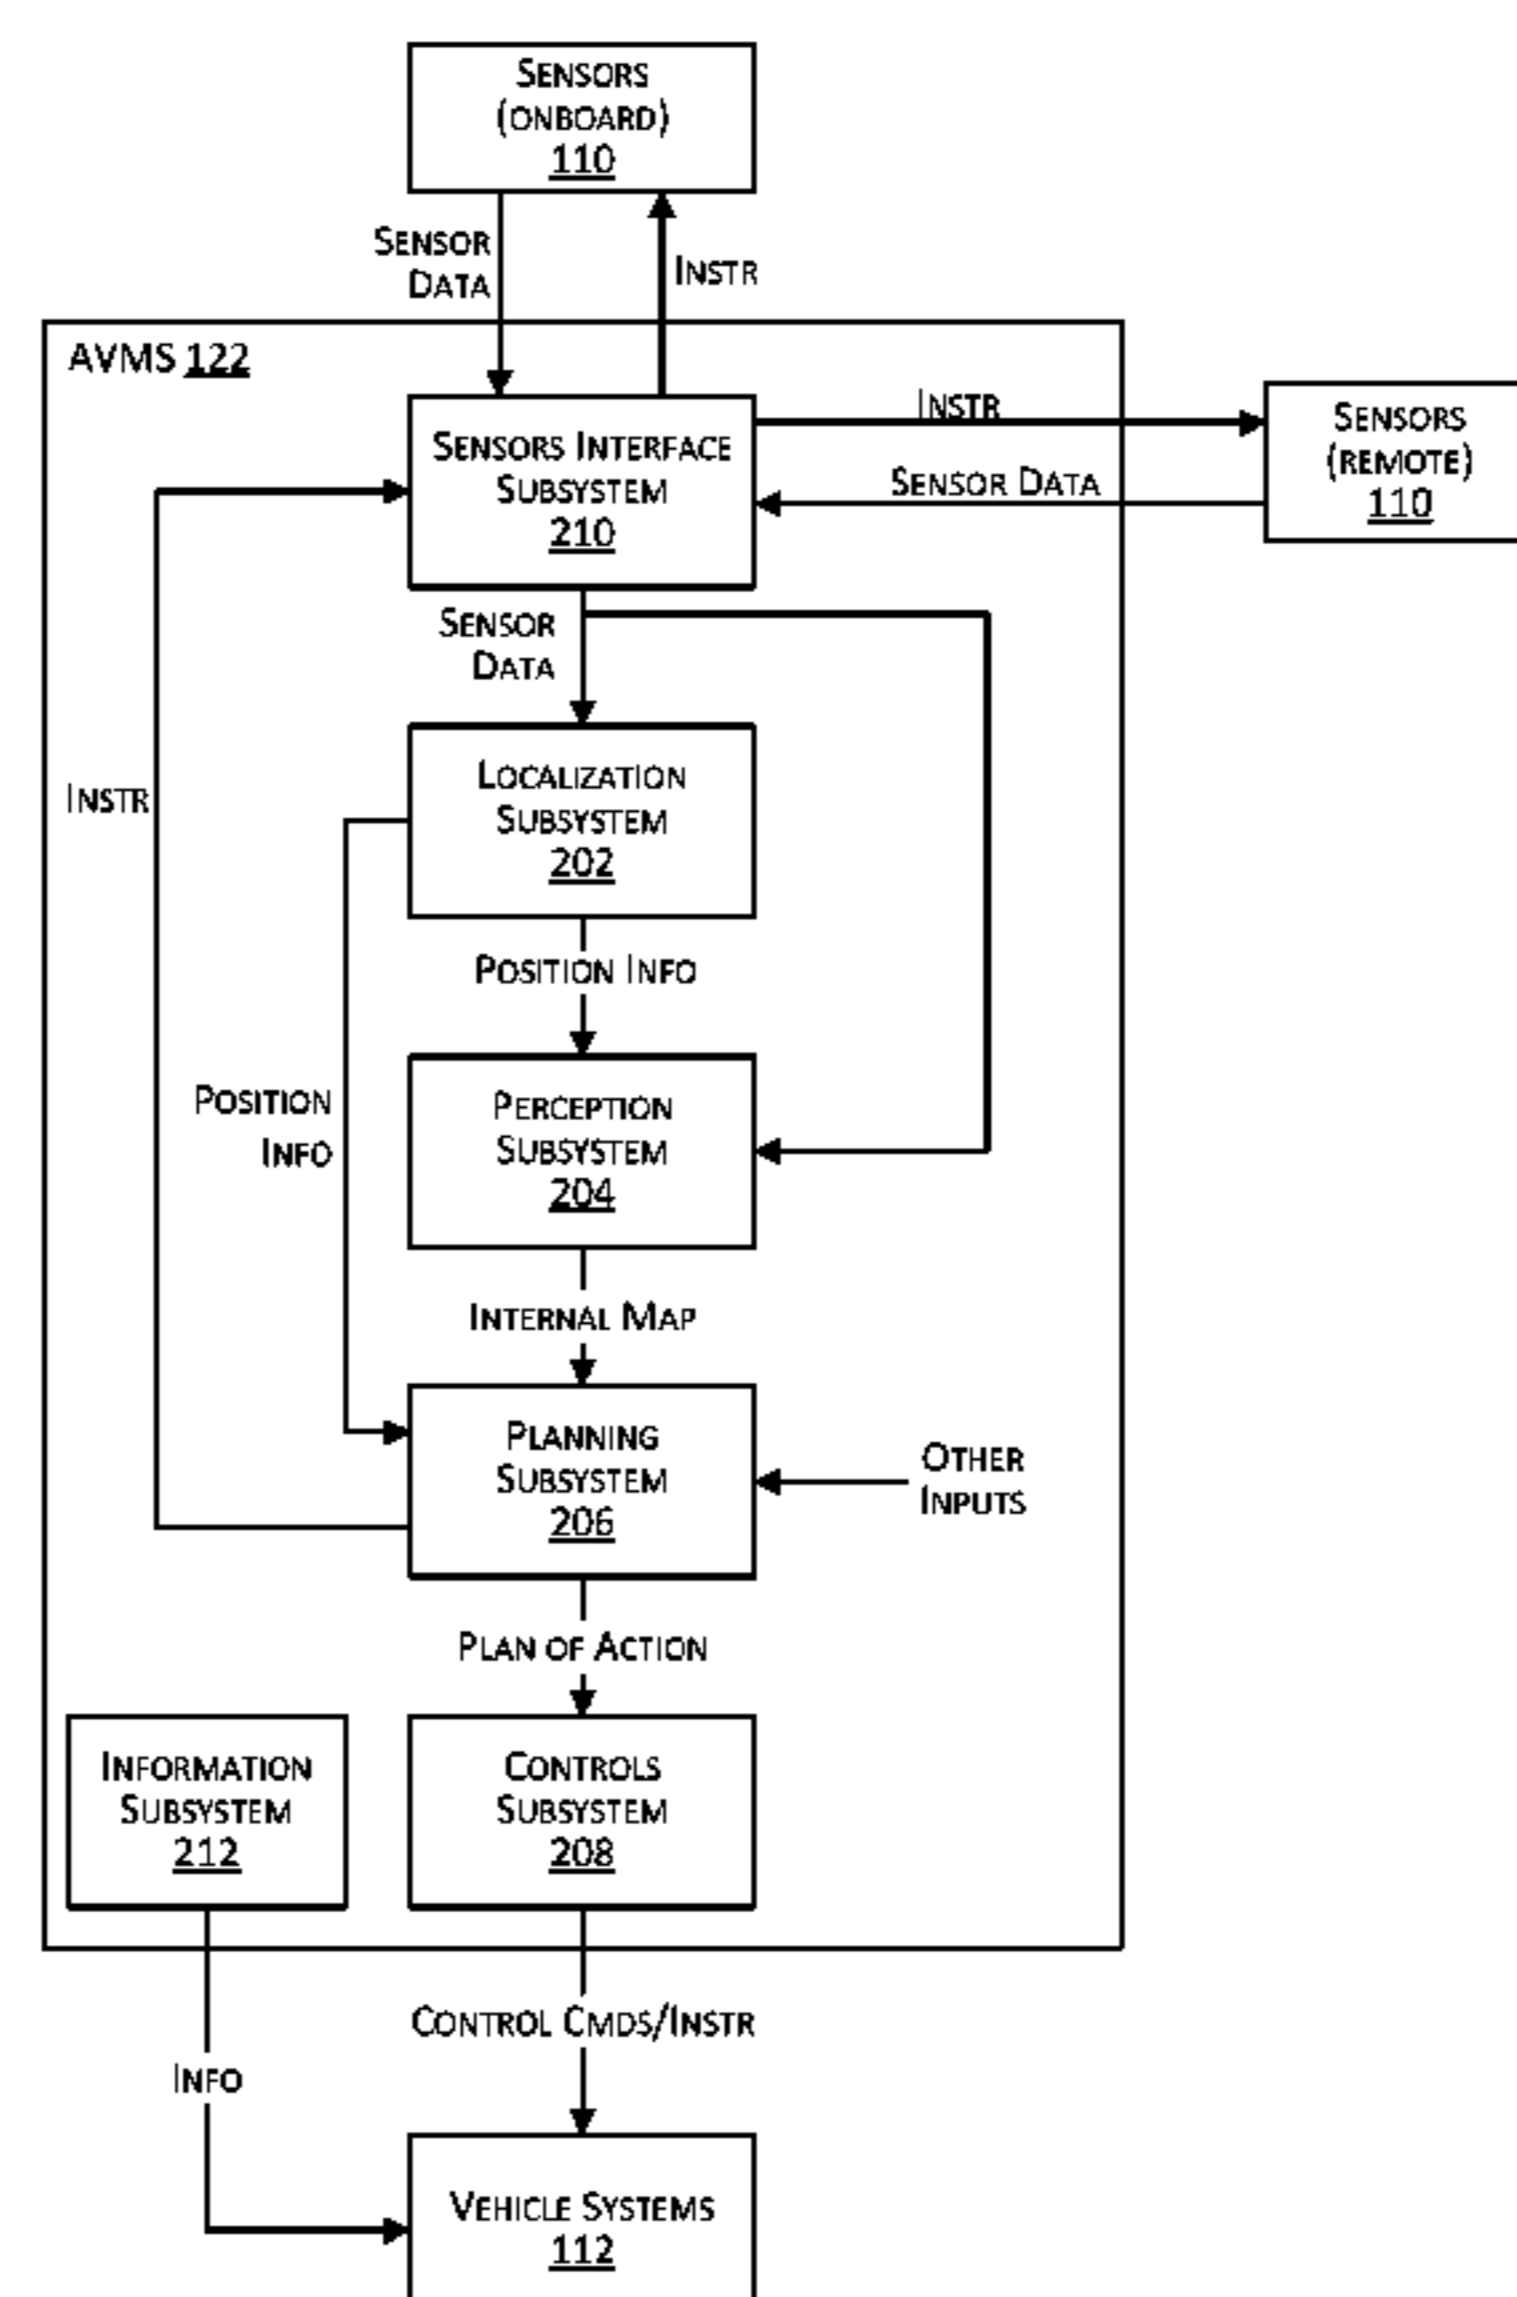 SENSORS
(ONBOARD)
110
SENSOR
DATA
INSTR
AVMS 122
SENSORS INTERFACE
SUBSYSTEM
210
INSTR
SENSOR DATA
SENSORS
(REMOTE)
110
SENSOR
DATA
INSTR
LOCALIZATION
SUBSYSTEM
202
POSITION INFO
POSITION
INFO
PERCEPTION
SUBSYSTEM
204
INTERNAL MAP
PLANNING
SUBSYSTEM
206
OTHER
INPUTS
PLAN OF ACTION
INFORMATION
SUBSYSTEM
212
CONTROLS
SUBSYSTEM
208
CONTROL CMDS/INSTR
INFO
VEHICLE SYSTEMS
112